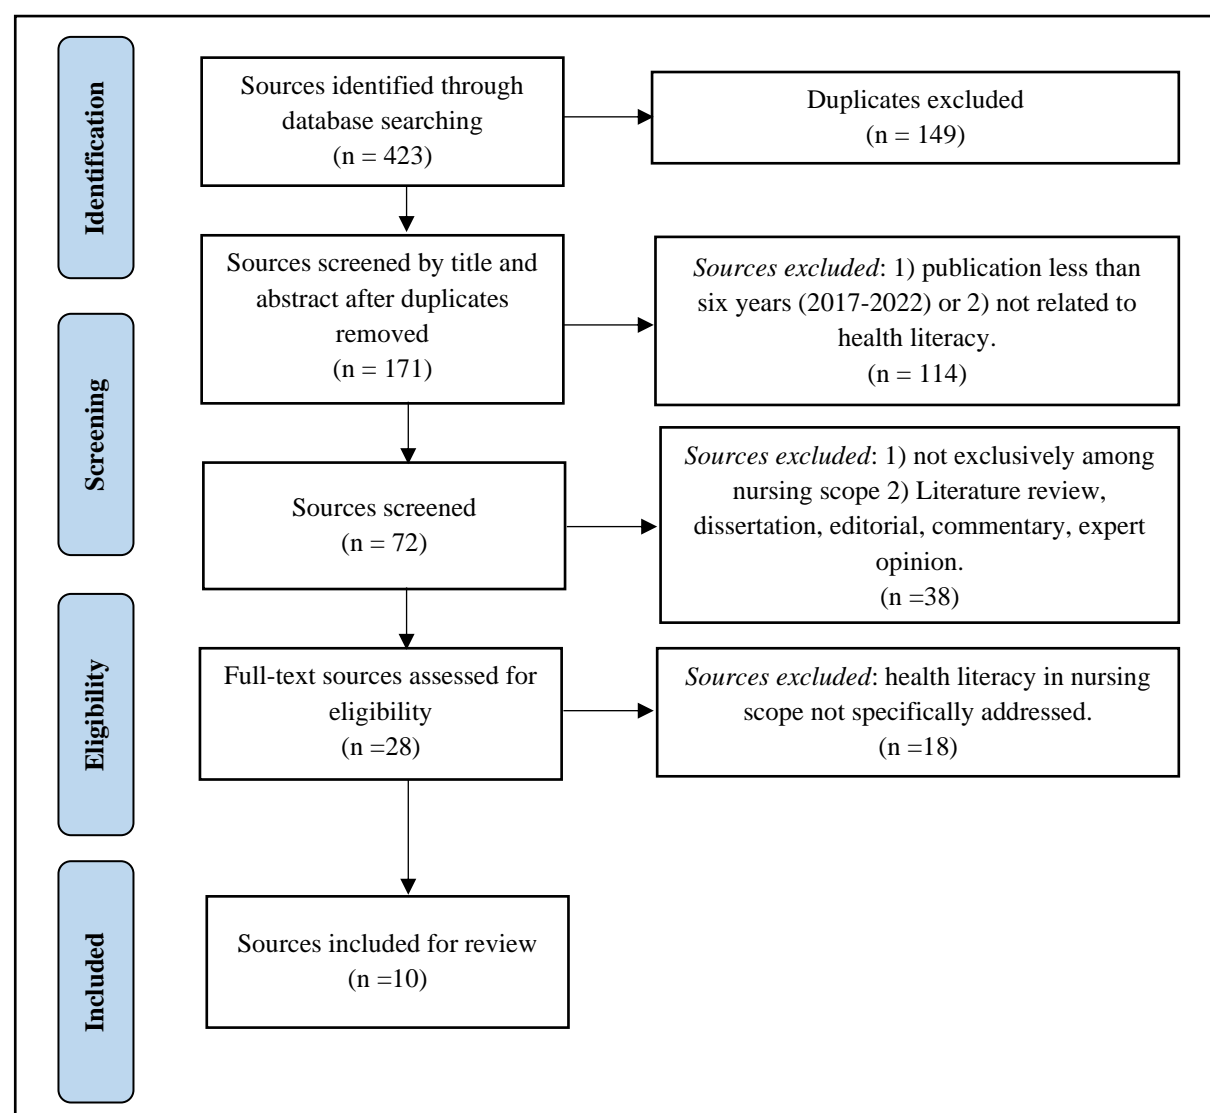 Identification
Sources identified through
database searching
(n = 423)
Duplicates excluded
(n = 149)
Sources screened by title and
abstract after duplicates
removed
(n = 171)
Sources excluded: 1) publication less than
six years (2017-2022) or 2) not related to
health literacy.
(n = 114)
Screening
Sources screened
(n = 72)
Sources excluded: 1) not exclusively among
nursing scope 2) Literature review,
dissertation, editorial, commentary, expert
opinion.
(n =38)
Eligibility
Full-text sources assessed for
eligibility
(n =28)
Sources excluded: health literacy in nursing
scope not specifically addressed.
(n =18)
Included
Sources included for review
(n =10)